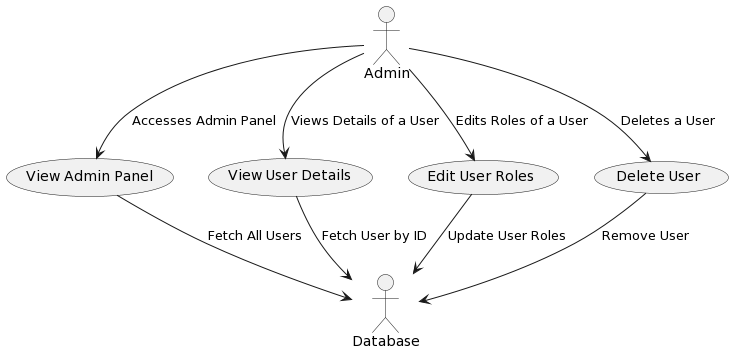 Admin
Accesses Admin Panel
Views Details of a User
Edits Roles of a User
Deletes a User
View Admin Panel
View User Details
Edit User Roles
Delete User
Fetch All Users
Fetch User by ID
Update User Roles
Remove User
Database